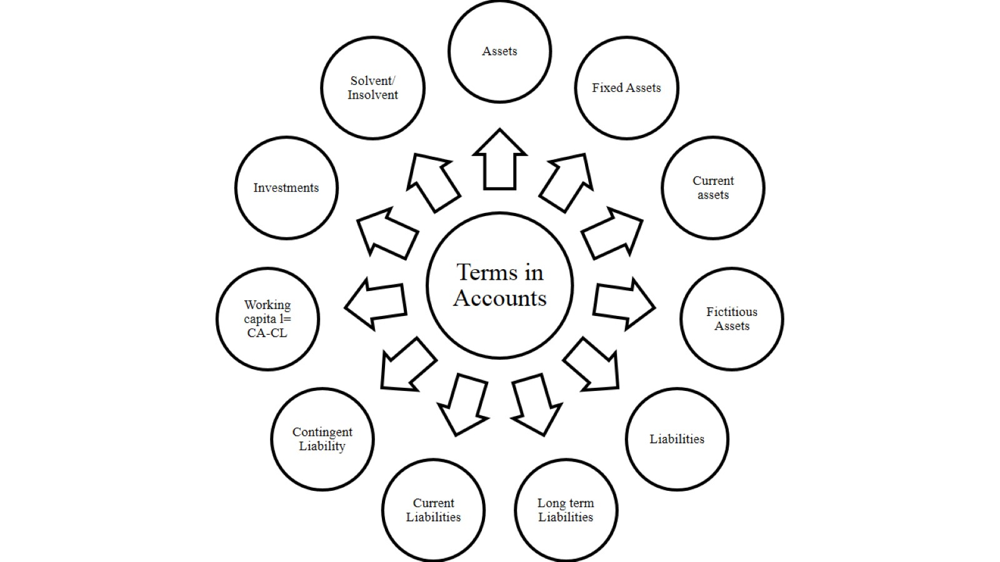 Assets
Solvent/
Insolvent
Fixed Assets
Investments
Current
assets
Terms in
Accounts
Working
capita l=
CA-CL
Fictitious
Assets
Contingent
Liability
Liabilities
Current
Liabilities
Long term
Liabilities